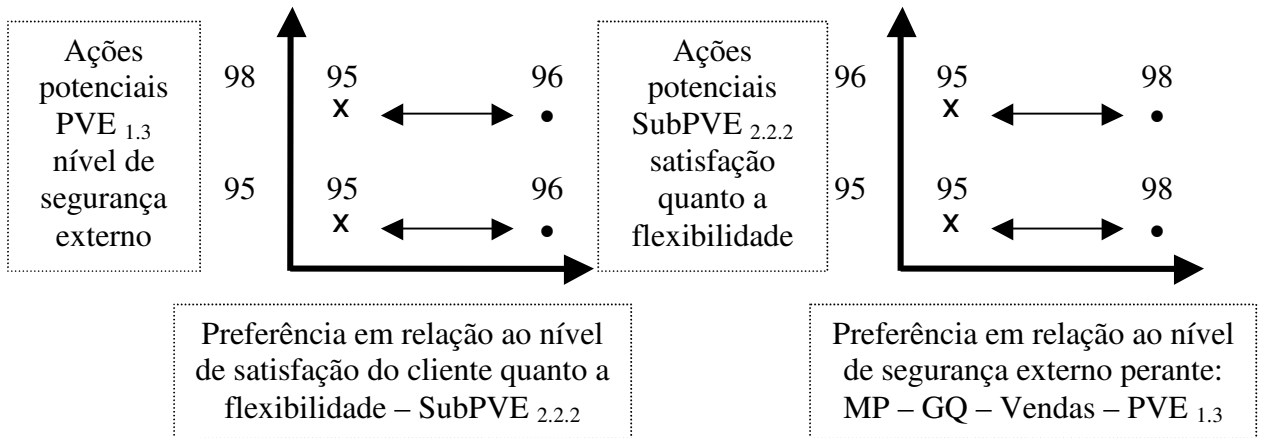 Ações
potenciais
PVE 1.3
nível de
segurança
externo
98 95 96
x •
95 95 96
x •
Preferência em relação ao nível
de satisfação do cliente quanto a
flexibilidade – SubPVE 2.2.2
Ações
potenciais
SubPVE 2.2.2
satisfação
quanto a
flexibilidade
96 95 98
x •
95 95 98
x •
Preferência em relação ao nível
de segurança externo perante:
MP – GQ – Vendas – PVE 1.3